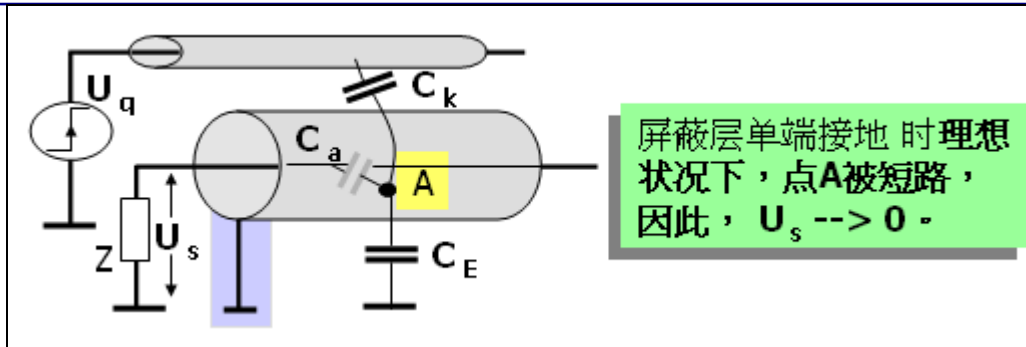 U q
C k
C a
A
U s
Z
C E
屏蔽层单端接地 时理想
状况下，点A被短路，
因此， U s --> 0 。